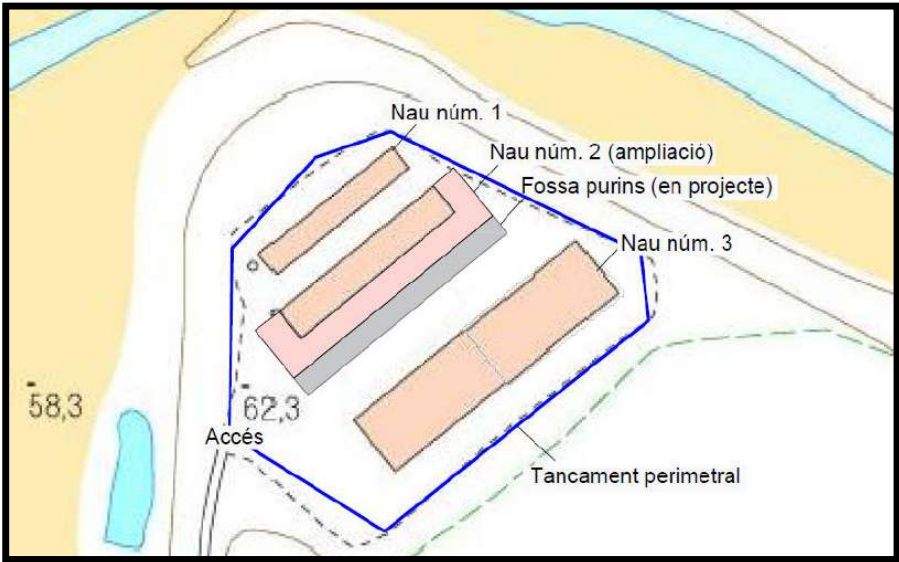 Nau núm. 1
Nau núm. 2 (ampliació)
Fossa purins (en projecte)
Nau núm. 3
58,3
62,3
Accés
Tancament perimetral